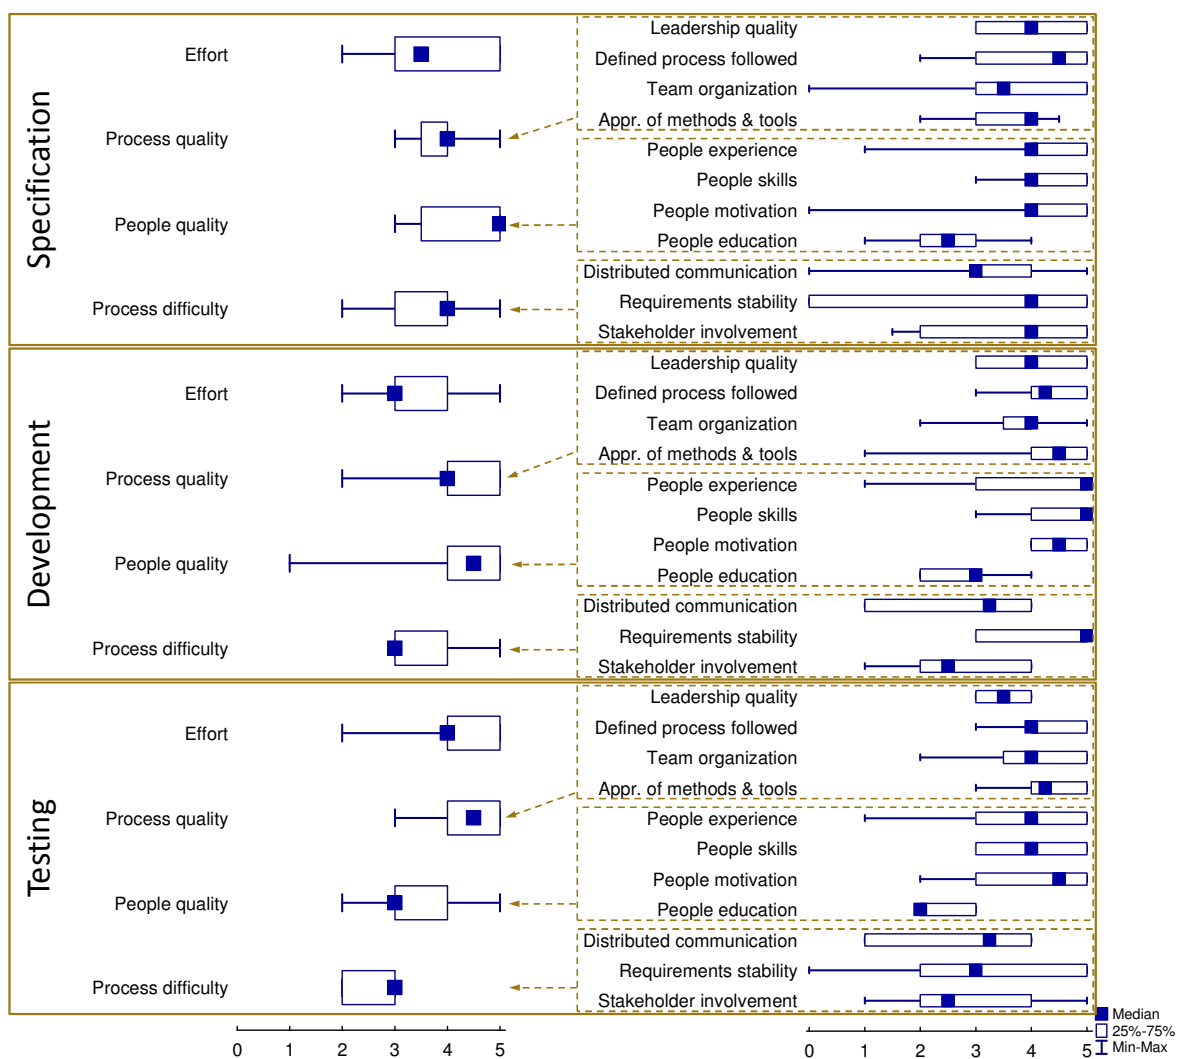 Specification
Effort
Process quality
People quality
Process difficulty
Leadership quality
Defined process followed
Team organization
Appr. of methods & tools
People experience
People skills
People motivation
People education
Distributed communication
Requirements stability
Stakeholder involvement
Development
Effort
Process quality
People quality
Process difficulty
Leadership quality
Defined process followed
Team organization
Appr. of methods & tools
People experience
People skills
People motivation
People education
Distributed communication
Requirements stability
Stakeholder involvement
Testing
Effort
Process quality
People quality
Process difficulty
Leadership quality
Defined process followed
Team organization
Appr. of methods & tools
People experience
People skills
People motivation
People education
Distributed communication
Requirements stability
Stakeholder involvement
0 1 2 3 4 5
0 1 2 3 4 5
Median
25%-75%
Min-Max